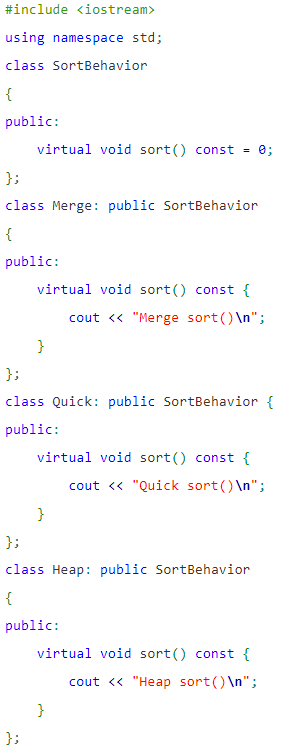 #include <iostream>
using namespace std;
class SortBehavior
{
public:
    virtual void sort() const = 0;
};
class Merge: public SortBehavior
{
public:
    virtual void sort() const {
        cout << "Merge sort()\n";
    }
};
class Quick: public SortBehavior {
public:
    virtual void sort() const {
        cout << "Quick sort()\n";
    }
};
class Heap: public SortBehavior
{
public:
    virtual void sort() const {
        cout << "Heap sort()\n";
    }
};